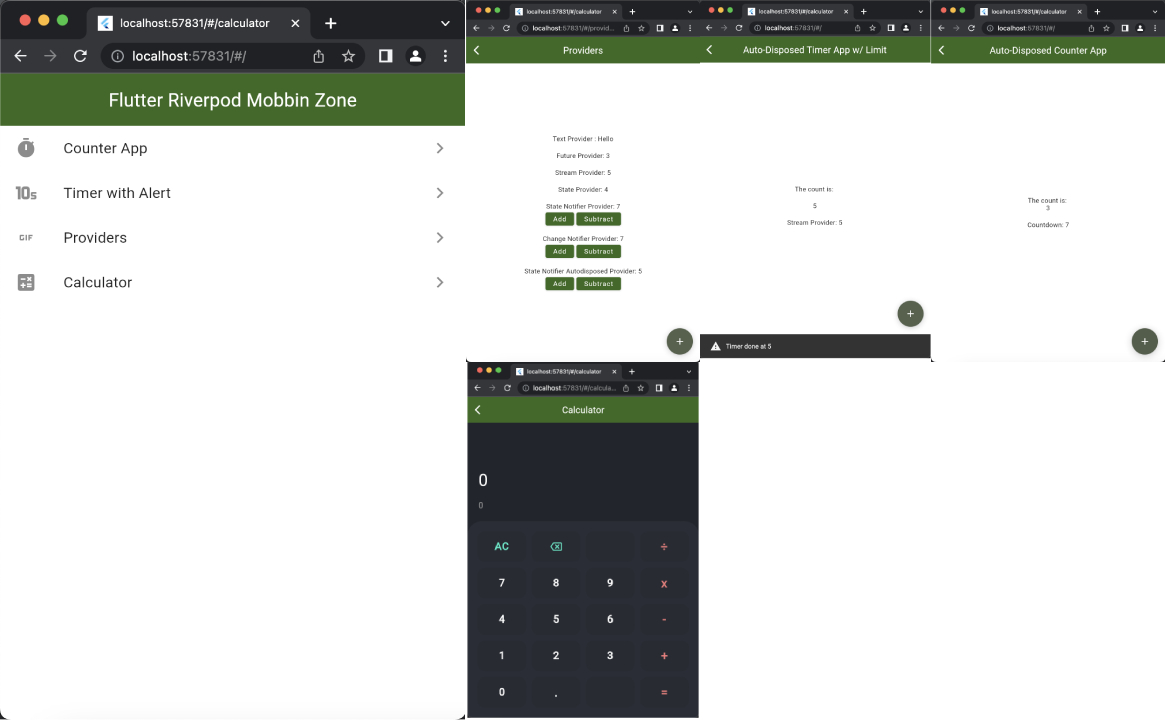 localhost:57831/#/calculator
localhost:57831/#/
Flutter Riverpod Mobbin Zone
Counter App
10s Timer with Alert
GIF Providers
Calculator
localhost:57831/#/calculator
localhost:57831/#/provid...
Providers
Text Provider : Hello
Future Provider: 3
Stream Provider: 5
State Provider: 4
State Notifier Provider: 7
Add Subtract
Change Notifier Provider: 7
Add Subtract
State Notifier Autodisposed Provider: 5
Add Subtract
+
localhost:57831/#/calculator
localhost:57831/#/
Auto-Disposed Timer App w/ Limit
The count is:
5
Stream Provider: 5
+
Timer done at 5
localhost:57831/#/calculator
localhost:57831/#/
Auto-Disposed Counter App
The count is:
3
Countdown: 7
+
localhost:57831/#/calculator
localhost:57831/#/calcula...
Calculator
0
0
AC ÷
7 8 9 x
4 5 6 -
1 2 3 +
0 . =